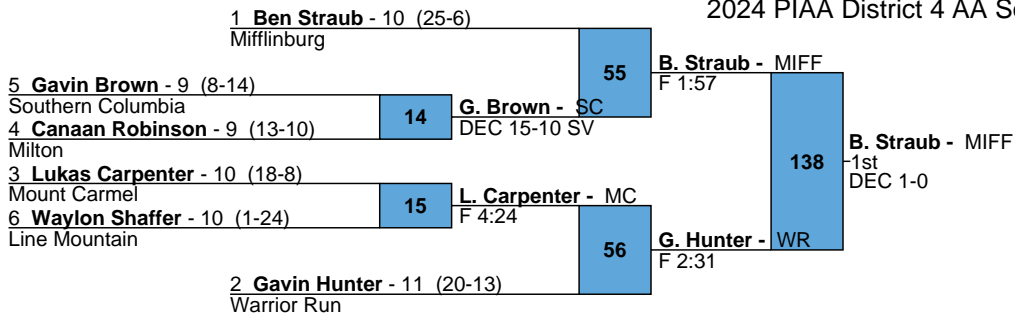 2024 PIAA District 4 AA
1 Ben Straub - 10 (25-6)
Mifflinburg
55
B. Straub - MIFF
F 1:57
5 Gavin Brown - 9 (8-14)
Southern Columbia
14
G. Brown - SC
DEC 15-10 SV
4 Canaan Robinson - 9 (13-10)
Milton
138
B. Straub - MIFF
1st
DEC 1-0
3 Lukas Carpenter - 10 (18-8)
Mount Carmel
15
L. Carpenter - MC
F 4:24
6 Waylon Shaffer - 10 (1-24)
Line Mountain
56
G. Hunter - WR
F 2:31
2 Gavin Hunter - 11 (20-13)
Warrior Run